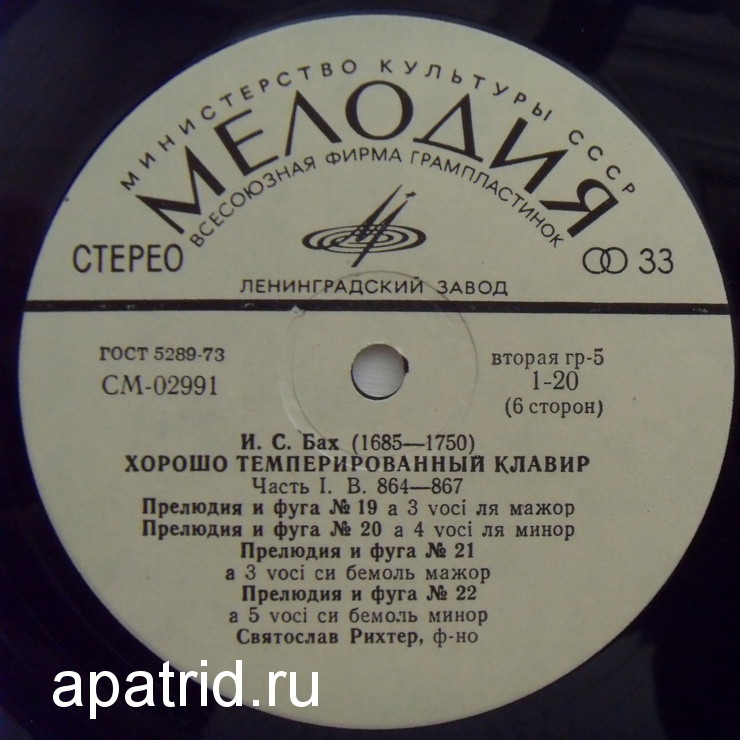 МИНИСТЕРСТВО КУЛЬТУРЫ СССР
МЕЛОДИЯ
ВСЕСОЮЗНАЯ ФИРМА ГРАМПЛАСТИНОК
СТЕРЕО
33
ЛЕНИНГРАДСКИЙ ЗАВОД
ГОСТ 5289-73
вторая гр-5
СМ-02991
1-20
(6 сторон)
И. С. Бах (1685—1750)
ХОРОШО ТЕМПЕРИРОВАННЫЙ КЛАВИР
Часть I. В. 864—867
Прелюдия и фуга № 19 a 3 voci ля мажор
Прелюдия и фуга № 20 a 4 voci ля минор
Прелюдия и фуга № 21
a 3 voci си бемоль мажор
Прелюдия и фуга № 22
a 5 voci си бемоль минор
Святослав Рихтер, ф-но
apatrid.ru